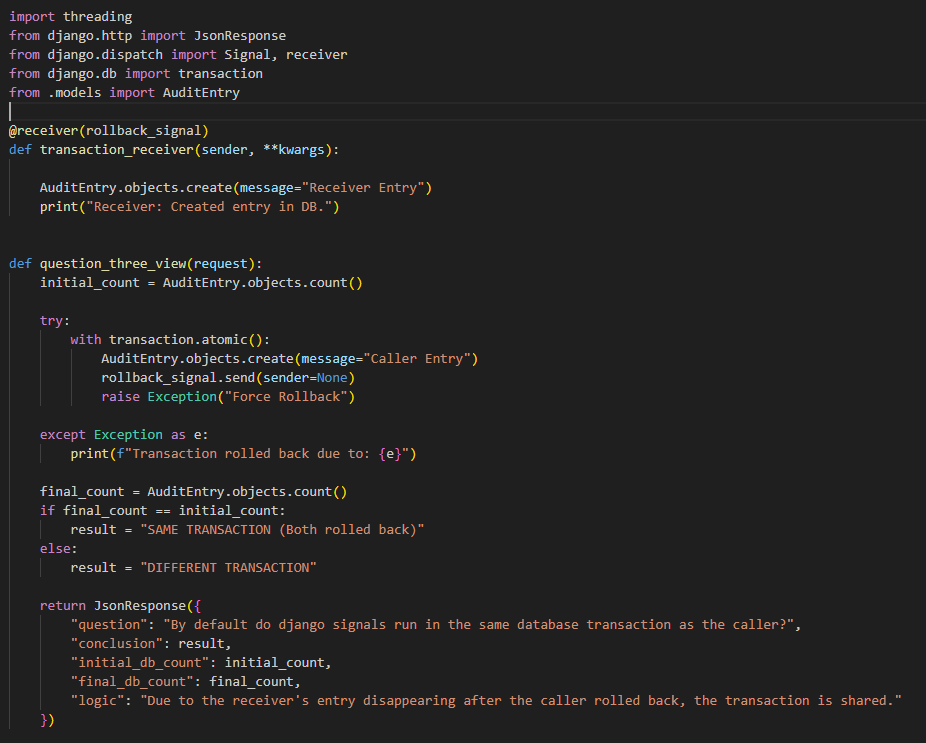 import threading
from django.http import JsonResponse
from django.dispatch import Signal, receiver
from django.db import transaction
from .models import AuditEntry

@receiver(rollback_signal)
def transaction_receiver(sender, **kwargs):

    AuditEntry.objects.create(message="Receiver Entry")
    print("Receiver: Created entry in DB.")


def question_three_view(request):
    initial_count = AuditEntry.objects.count()

    try:
        with transaction.atomic():
            AuditEntry.objects.create(message="Caller Entry")
            rollback_signal.send(sender=None)
            raise Exception("Force Rollback")

    except Exception as e:
        print(f"Transaction rolled back due to: {e}")

    final_count = AuditEntry.objects.count()
    if final_count == initial_count:
        result = "SAME TRANSACTION (Both rolled back)"
    else:
        result = "DIFFERENT TRANSACTION"

    return JsonResponse({
        "question": "By default do django signals run in the same database transaction as the caller?",
        "conclusion": result,
        "initial_db_count": initial_count,
        "final_db_count": final_count,
        "logic": "Due to the receiver's entry disappearing after the caller rolled back, the transaction is shared."
    })